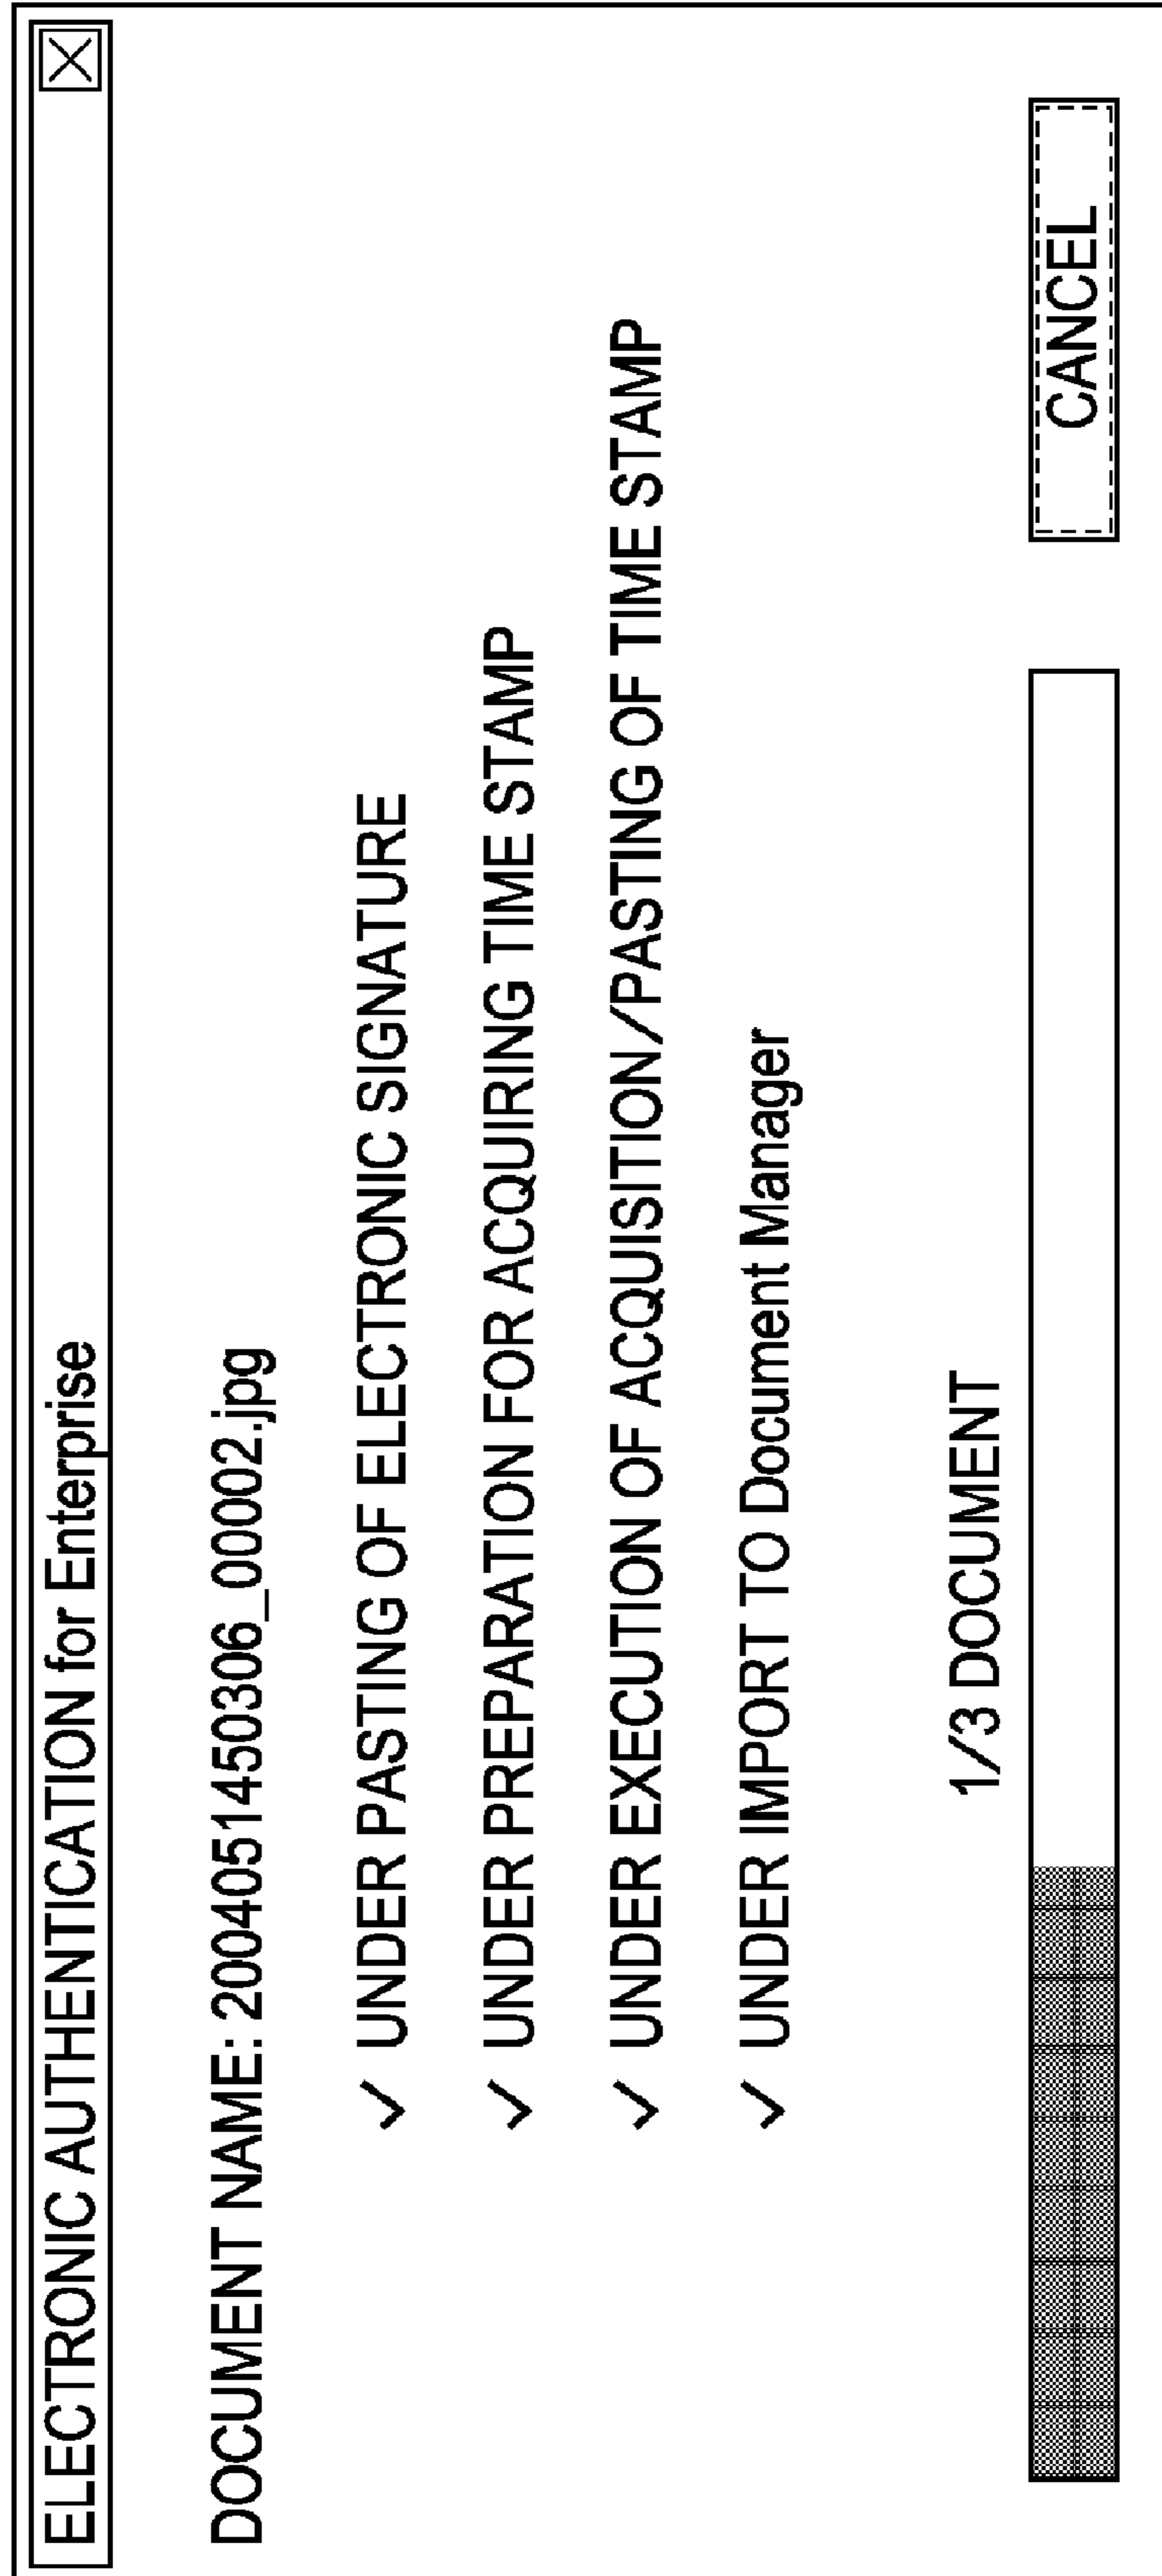 ELECTRONIC AUTHENTICATION for Enterprise
DOCUMENT NAME: 2004051450306_00002.jpg
✓ UNDER PASTING OF ELECTRONIC SIGNATURE
✓ UNDER PREPARATION FOR ACQUIRING TIME STAMP
✓ UNDER EXECUTION OF ACQUISITION/PASTING OF TIME STAMP
✓ UNDER IMPORT TO Document Manager
1/3 DOCUMENT
CANCEL